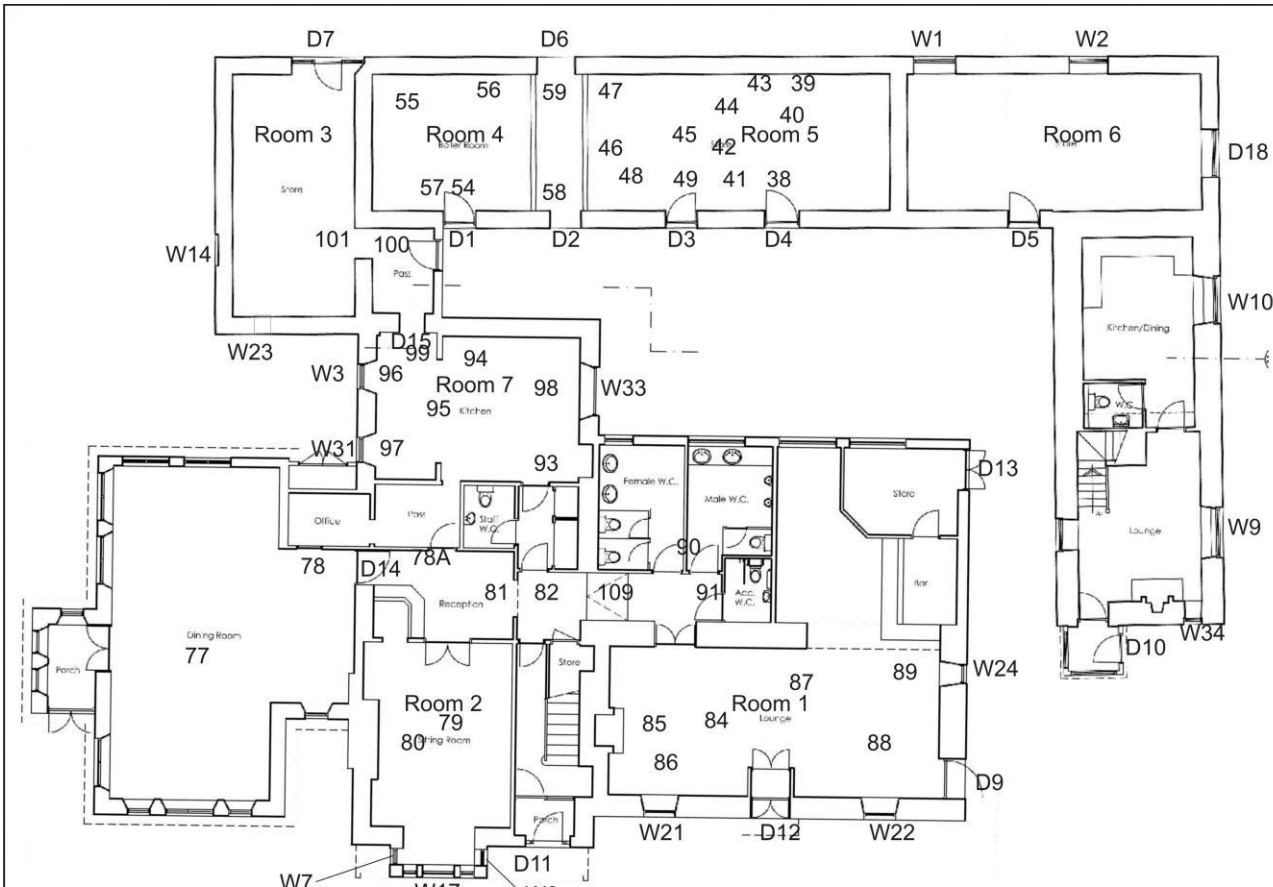 D7 D6 W1 W2
55 56 59 47 44 43 39
40
Room 3 Room 4 45 Room 5 Room 6
Boiler Room 46 42 Store
D18
Store 57 54 58 48 49 41 38
W14 101 100 D1 D2 D3 D4 D5
Pass
W10
Kitchen/Dining
W23 D15
99 94
W3 96 Room 7 98 W33
95 Kitchen
W.C.
W31 97 93
D13
Female W.C. Male W.C. Store
Office Pass Staff W.C.
Lounge W9
78 D14 78A 90
81 82 109 91 Acc. W.C. Bar
Reception
Dining Room
77
Porch
W34
D10
Store
89 W24
Room 2 87
79 85 84 Room 1
80 Sitting Room Lounge
86 88
D9
Porch
W21 D12 W22
D11
W7 W17